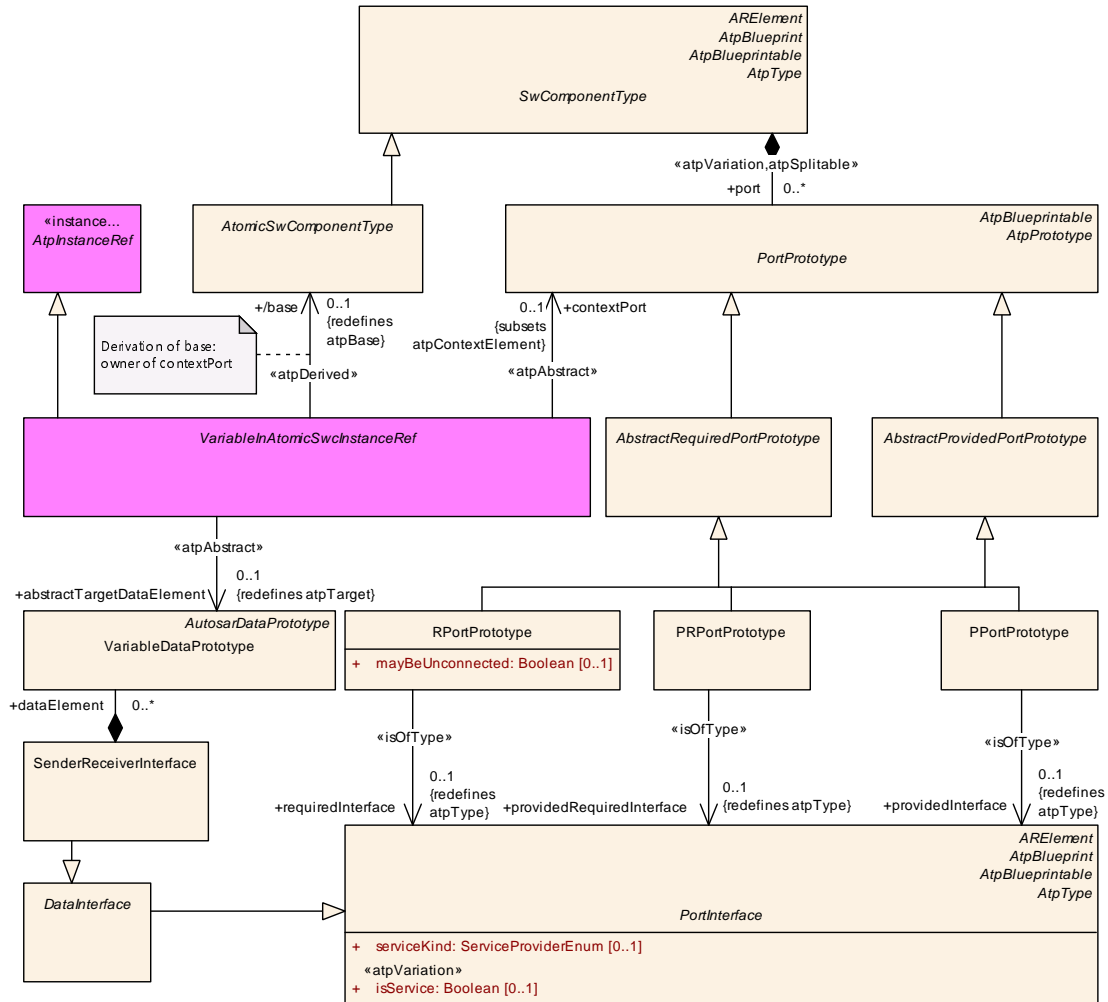 ARElement
AtpBlueprint
AtpBlueprintable
AtpType
SwComponentType
«atpVariation,atpSplitable»
+port 0..*
«instance...
AtpInstanceRef
AtomicSwComponentType
AtpBlueprintable
AtpPrototype
PortPrototype
+/base
0..1
{redefines
atpBase}
«atpDerived»
Derivation of base:
owner of contextPort
0..1
{subsets
atpContextElement}
+contextPort
«atpAbstract»
VariableInAtomicSwcInstanceRef
AbstractRequiredPortPrototype
AbstractProvidedPortPrototype
«atpAbstract»
+abstractTargetDataElement
0..1
{redefines atpTarget}
AutosarDataPrototype
VariableDataPrototype
RPortPrototype
+ mayBeUnconnected: Boolean [0..1]
PRPortPrototype
PPortPrototype
+dataElement 0..*
SenderReceiverInterface
«isOfType»
+requiredInterface
0..1
{redefines
atpType}
«isOfType»
+providedRequiredInterface
0..1
{redefines atpType}
«isOfType»
+providedInterface
0..1
{redefines
atpType}
DataInterface
ARElement
AtpBlueprint
AtpBlueprintable
AtpType
PortInterface
+ serviceKind: ServiceProviderEnum [0..1]
«atpVariation»
+ isService: Boolean [0..1]